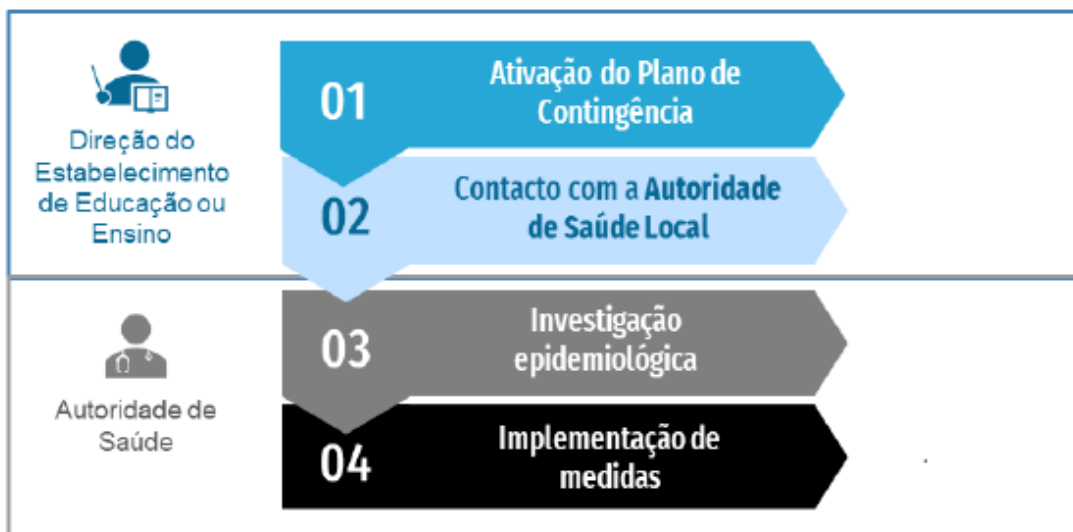 Direção do
Estabelecimento
de Educação ou
Ensino
01
Ativação do Plano de
Contingência
02
Contacto com a Autoridade
de Saúde Local
Autoridade de
Saúde
03
Investigação
epidemiológica
04
Implementação de
medidas
.